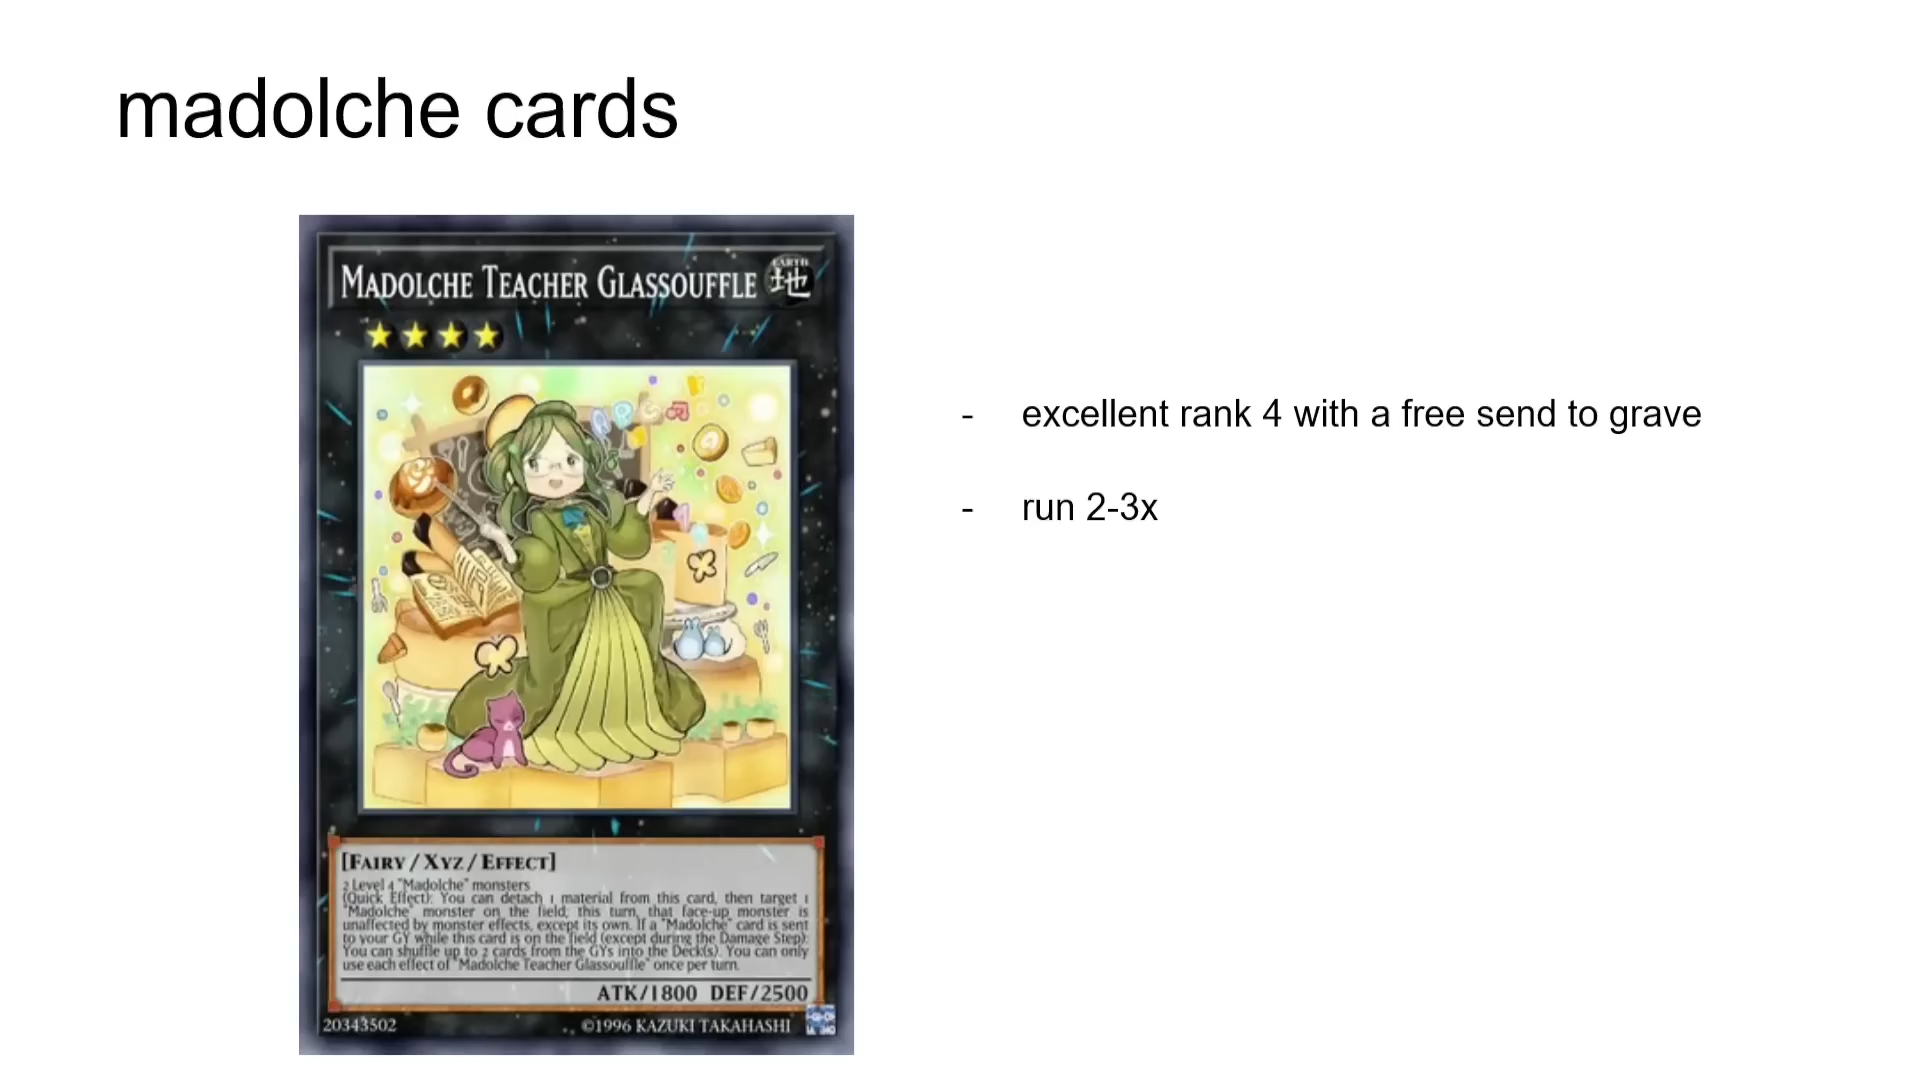 madolche cards
MADOLCHE TEACHER GLASSOUFFLE
EARTH
地
- excellent rank 4 with a free send to grave
- run 2-3x
[FAIRY / XYZ / EFFECT]
2 Level 4 "Madolche" monsters
(Quick Effect): You can detach 1 material from this card, then target 1
"Madolche" monster on the field; this turn, that face-up monster is
unaffected by monster effects, except its own. If a "Madolche" card is sent
to your GY while this card is on the field (except during the Damage Step):
You can shuffle up to 2 cards from the GYs into the Deck(s). You can only
use each effect of "Madolche Teacher Glassouffle" once per turn.
ATK/1800 DEF/2500
20343502
©1996 KAZUKI TAKAHASHI